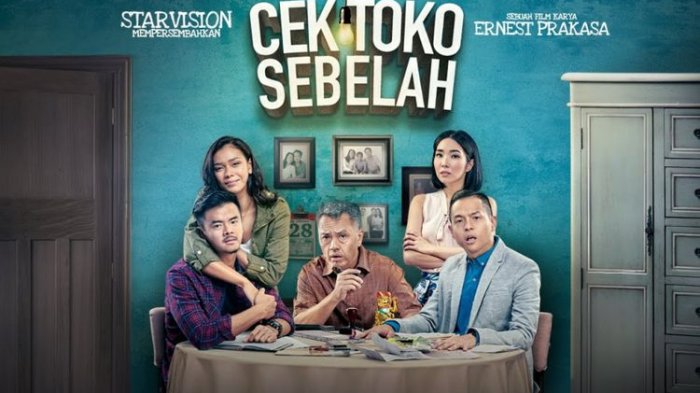 STARVISION
MEMPERSEMBAHKAN
CEK TOKO
SEBELAH
SEBUAH FILM KARYA
ERNEST PRAKASA
28